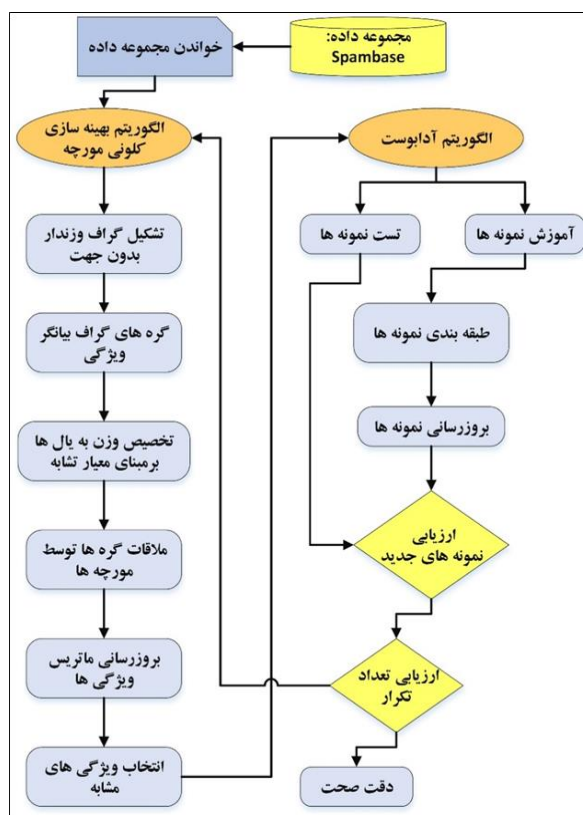 مجموعه داده:
Spambase
خواندن مجموعه داده
الگوریتم بهینه سازی
کلونی مورچه
تشکیل گراف وزندار
بدون جهت
گره های گراف بیانگر
ویژگی
تخصیص وزن به یال ها
برمبنای معیار تشابه
ملاقات گره ها توسط
مورچه ها
بروزرسانی ماتریس
ویژگی ها
انتخاب ویژگی های
مشابه
الگوریتم آدابوست
آموزش نمونه ها
تست نمونه ها
طبقه بندی نمونه ها
بروزرسانی نمونه ها
ارزیابی
نمونه های جدید
ارزیابی تعداد
تکرار
دقت صحت